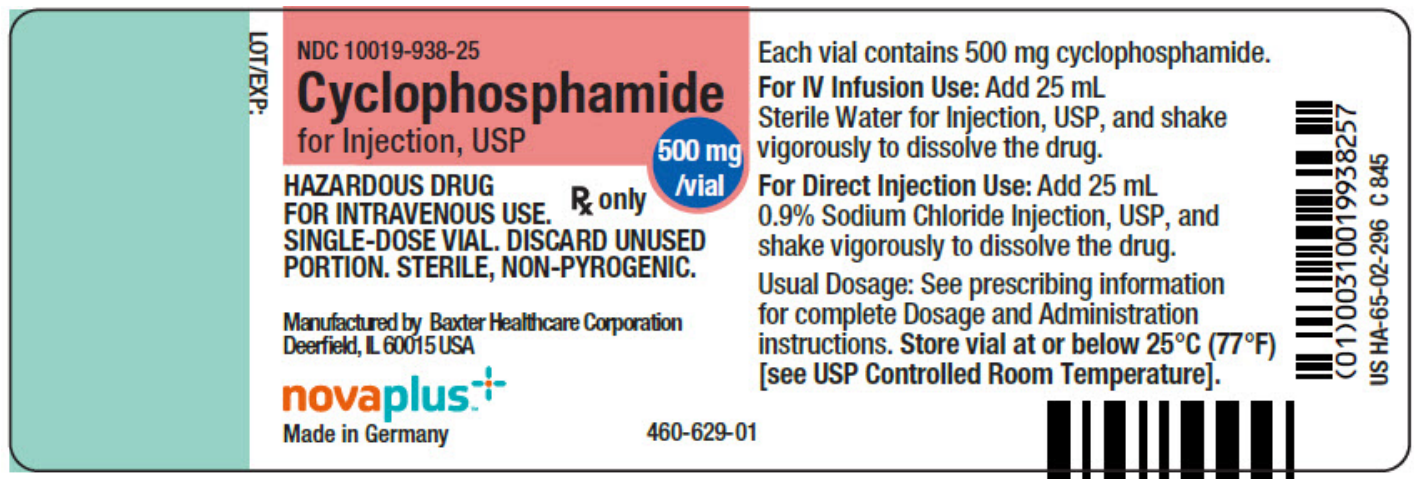 LOT/EXP:
NDC 10019-938-25
Cyclophosphamide
for Injection, USP
500 mg
/vial
HAZARDOUS DRUG
FOR INTRAVENOUS USE.
Rx only
SINGLE-DOSE VIAL. DISCARD UNUSED
PORTION. STERILE, NON-PYROGENIC.
Manufactured by Baxter Healthcare Corporation
Deerfield, IL 60015 USA
novaplus™
Made in Germany
460-629-01
Each vial contains 500 mg cyclophosphamide.
For IV Infusion Use: Add 25 mL
Sterile Water for Injection, USP, and shake
vigorously to dissolve the drug.
For Direct Injection Use: Add 25 mL
0.9% Sodium Chloride Injection, USP, and
shake vigorously to dissolve the drug.
Usual Dosage: See prescribing information
for complete Dosage and Administration
instructions. Store vial at or below 25°C (77°F)
[see USP Controlled Room Temperature].
(01)00310019938257
US HA-65-02-296 C 845